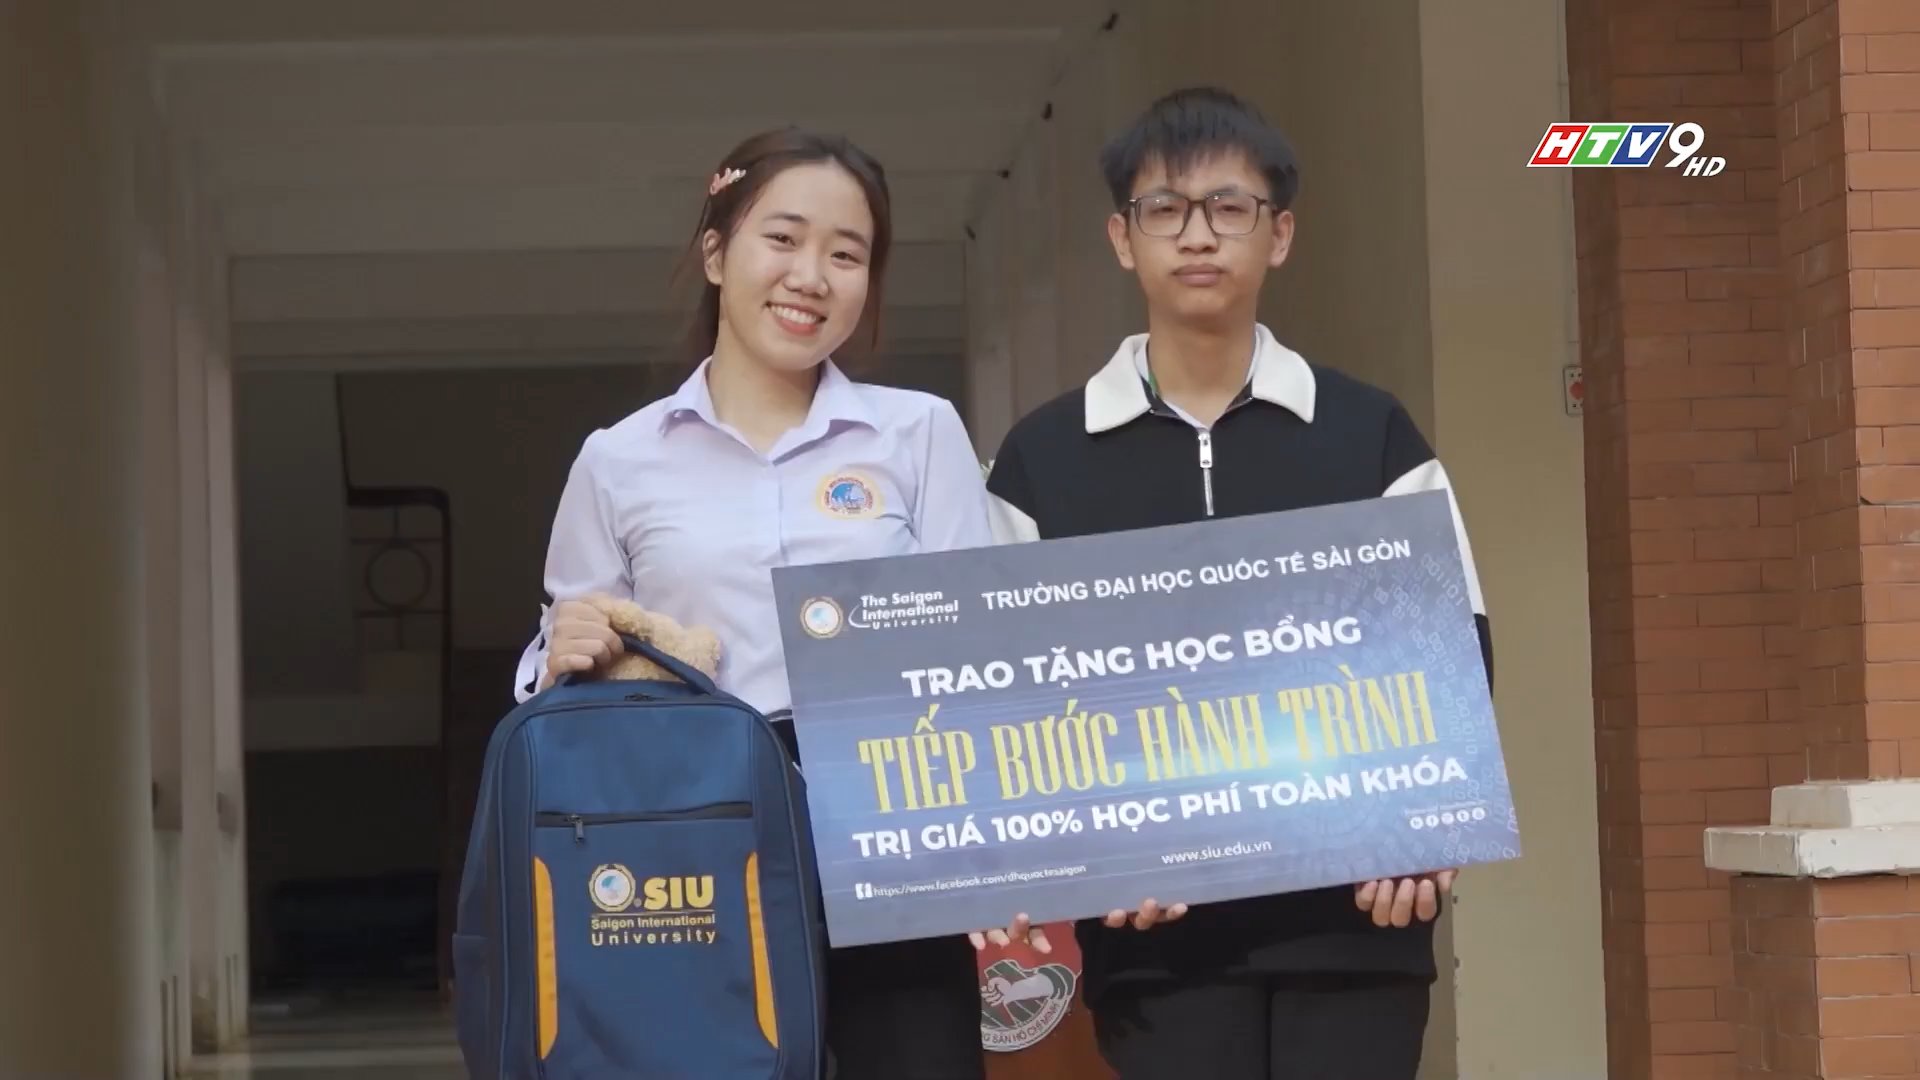 HTV9 HD
The Saigon
International
University
TRƯỜNG ĐẠI HỌC QUỐC TẾ SÀI GÒN
TRAO TẶNG HỌC BỔNG
TIẾP BƯỚC HÀNH TRÌNH
TRỊ GIÁ 100% HỌC PHÍ TOÀN KHÓA
https://www.facebook.com/dhquoctesaigon
www.siu.edu.vn
SIU
Saigon International
University